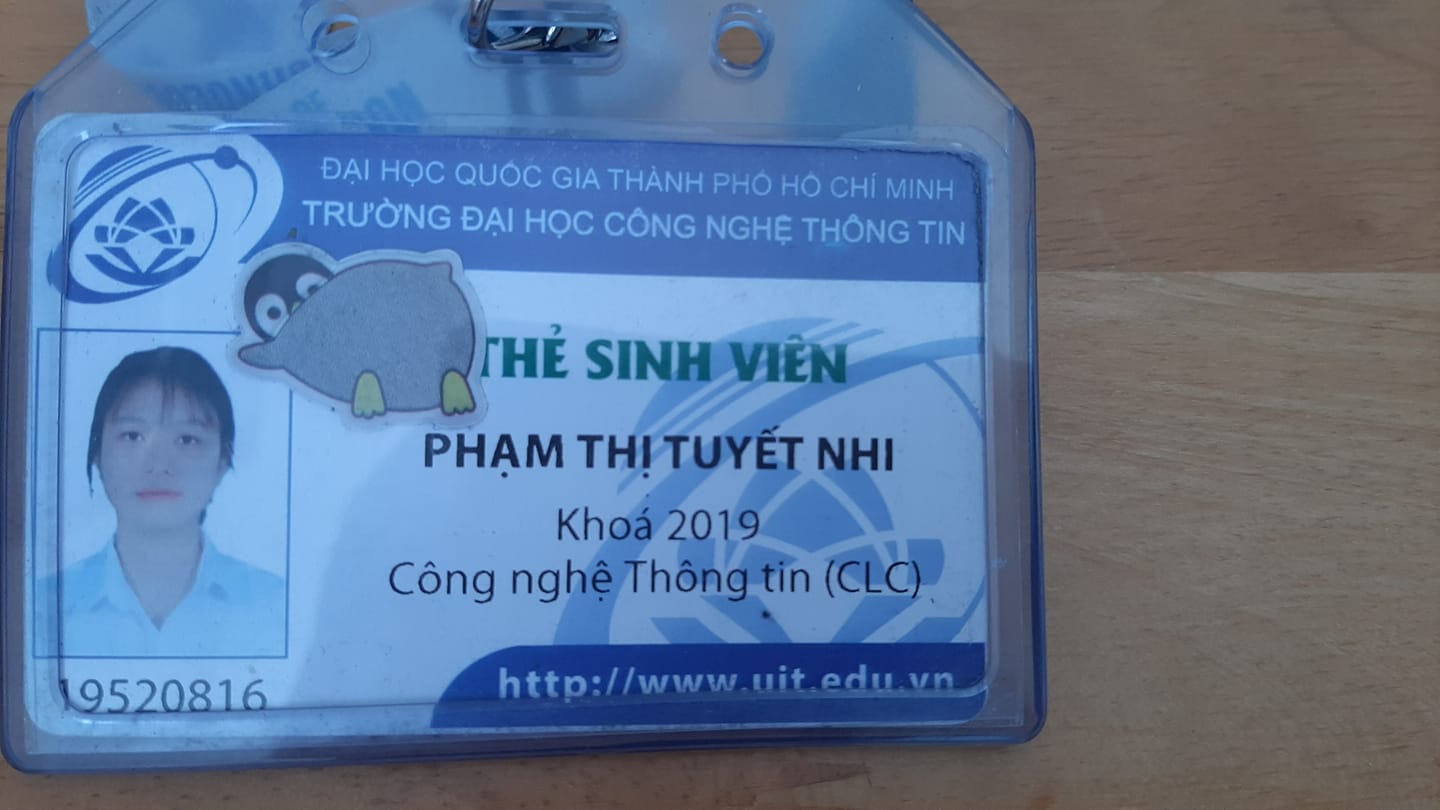 ĐẠI HỌC QUỐC GIA THÀNH PHỐ HỒ CHÍ MINH
TRƯỜNG ĐẠI HỌC CÔNG NGHỆ THÔNG TIN
THẺ SINH VIÊN
PHẠM THỊ TUYẾT NHI
Khoá 2019
Công nghệ Thông tin (CLC)
19520816
http://www.uit.edu.vn